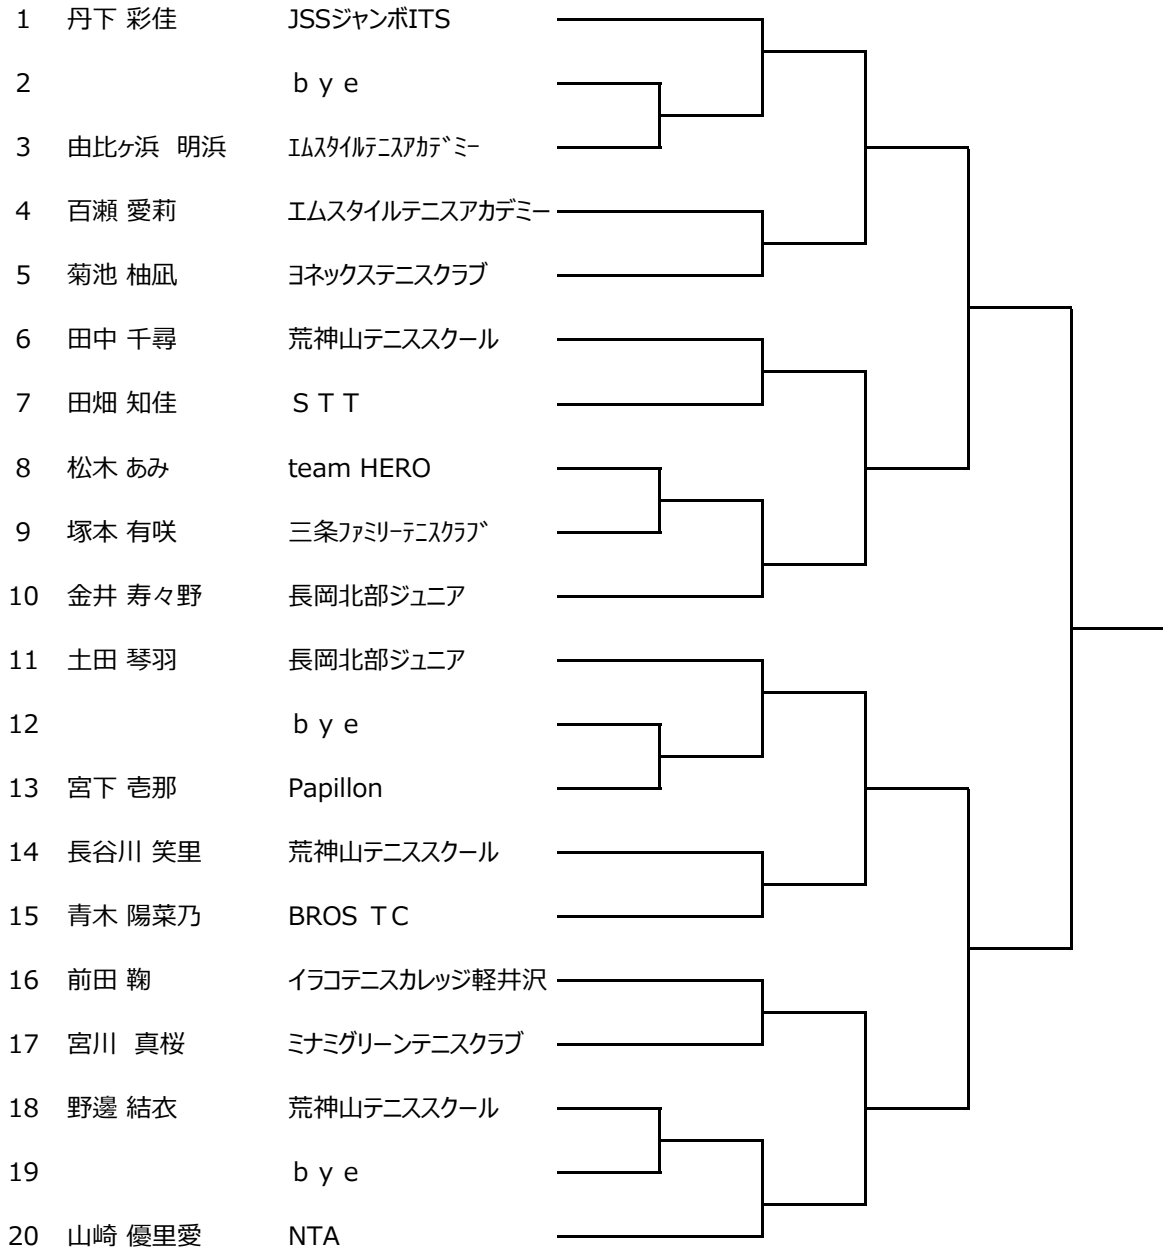 1 丹下 彩佳 JSSジャンボITS
2 ｂｙｅ
3 由比ヶ浜　明浜 ｴﾑｽﾀｲﾙﾃﾆｽｱｶﾃﾞﾐｰ
4 百瀬 愛莉 エムスタイルテニスアカデミー
5 菊池 柚凪 ヨネックステニスクラブ
6 田中 千尋 荒神山テニススクール
7 田畑 知佳 ＳＴＴ
8 松木 あみ team HERO
9 塚本 有咲 三条ﾌｧﾐﾘｰﾃﾆｽｸﾗﾌﾞ
10 金井 寿々野 長岡北部ジュニア
11 土田 琴羽 長岡北部ジュニア
12 ｂｙｅ
13 宮下 壱那 Papillon
14 長谷川 笑里 荒神山テニススクール
15 青木 陽菜乃 BROS ＴＣ
16 前田 鞠 イラコテニスカレッジ軽井沢
17 宮川　真桜 ミナミグリーンテニスクラブ
18 野邊 結衣 荒神山テニススクール
19 ｂｙｅ
20 山崎 優里愛 NTA